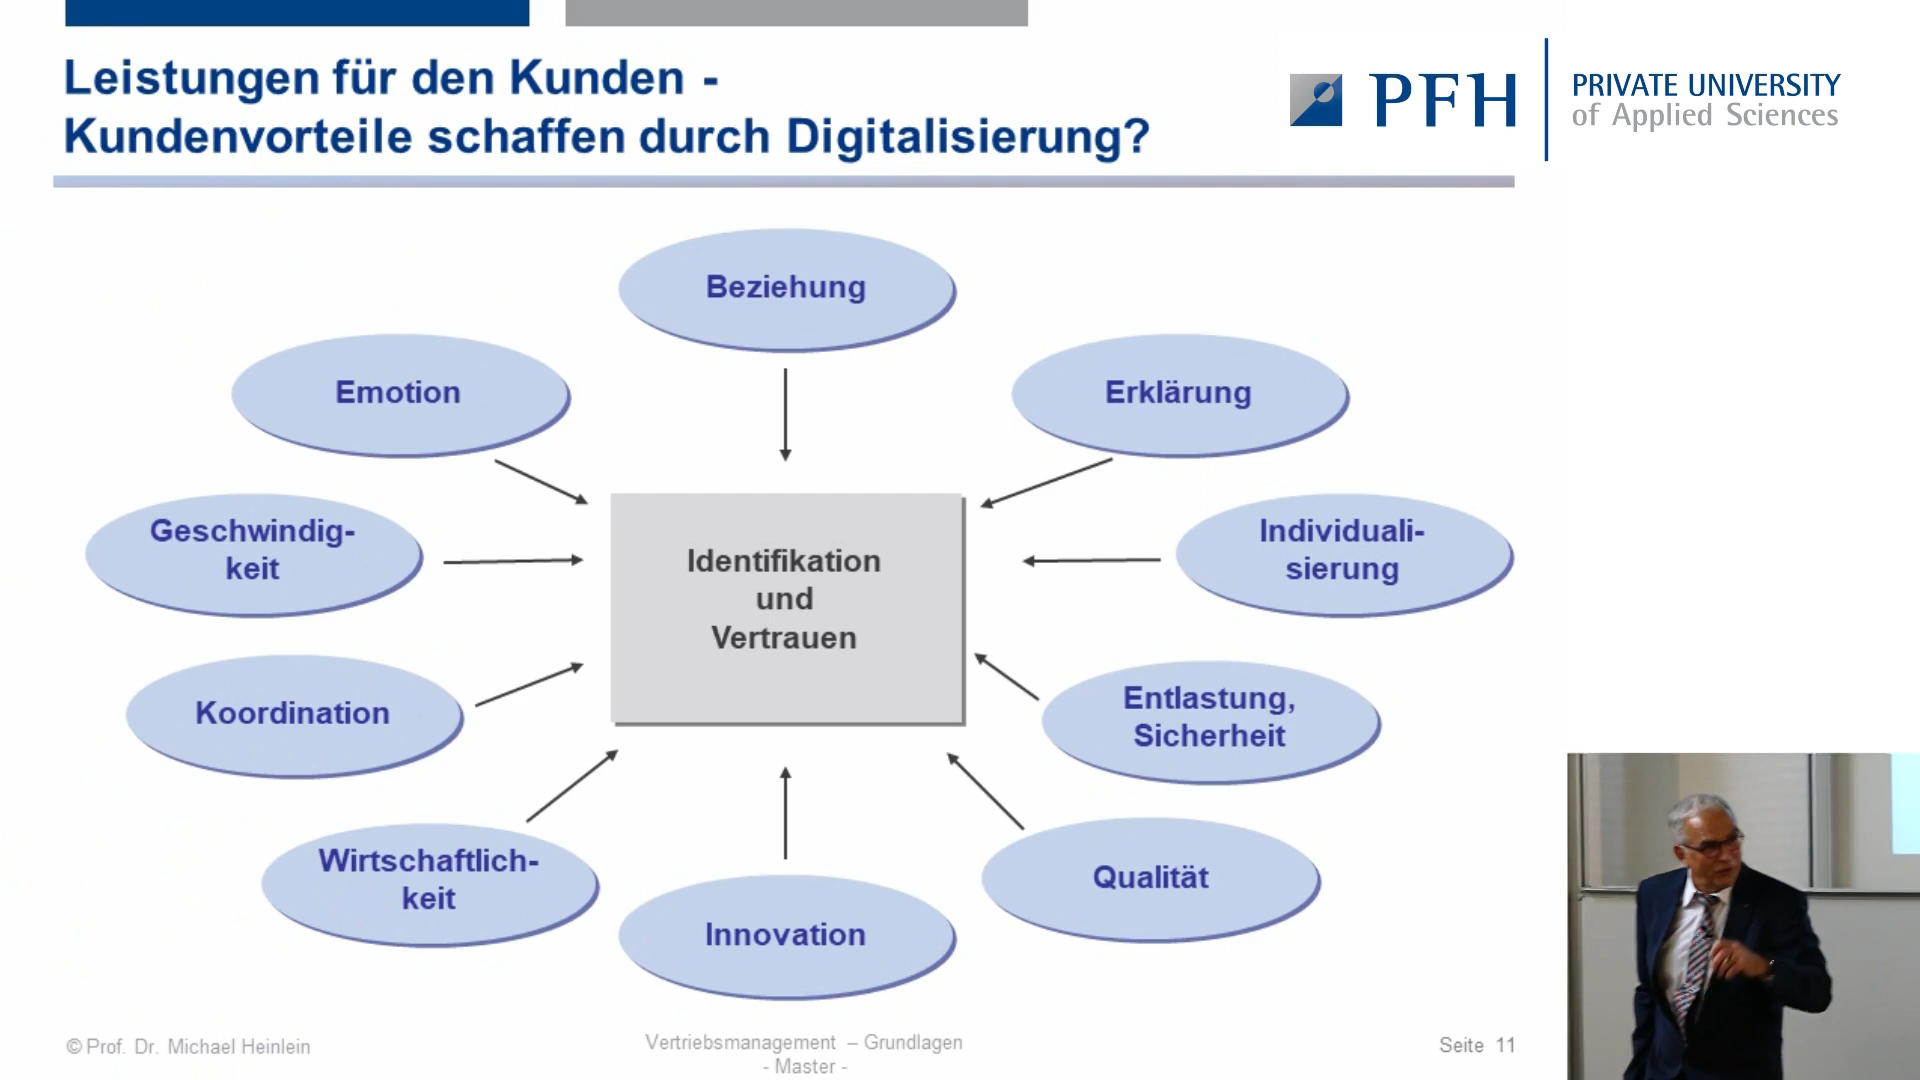 Leistungen für den Kunden -
Kundenvorteile schaffen durch Digitalisierung?
PFH
PRIVATE UNIVERSITY
of Applied Sciences
Beziehung
Emotion
Erklärung
Geschwindig-
keit
Individuali-
sierung
Identifikation
und
Vertrauen
Koordination
Entlastung,
Sicherheit
Wirtschaftlich-
keit
Qualität
Innovation
© Prof. Dr. Michael Heinlein
Vertriebsmanagement – Grundlagen
- Master -
Seite 11